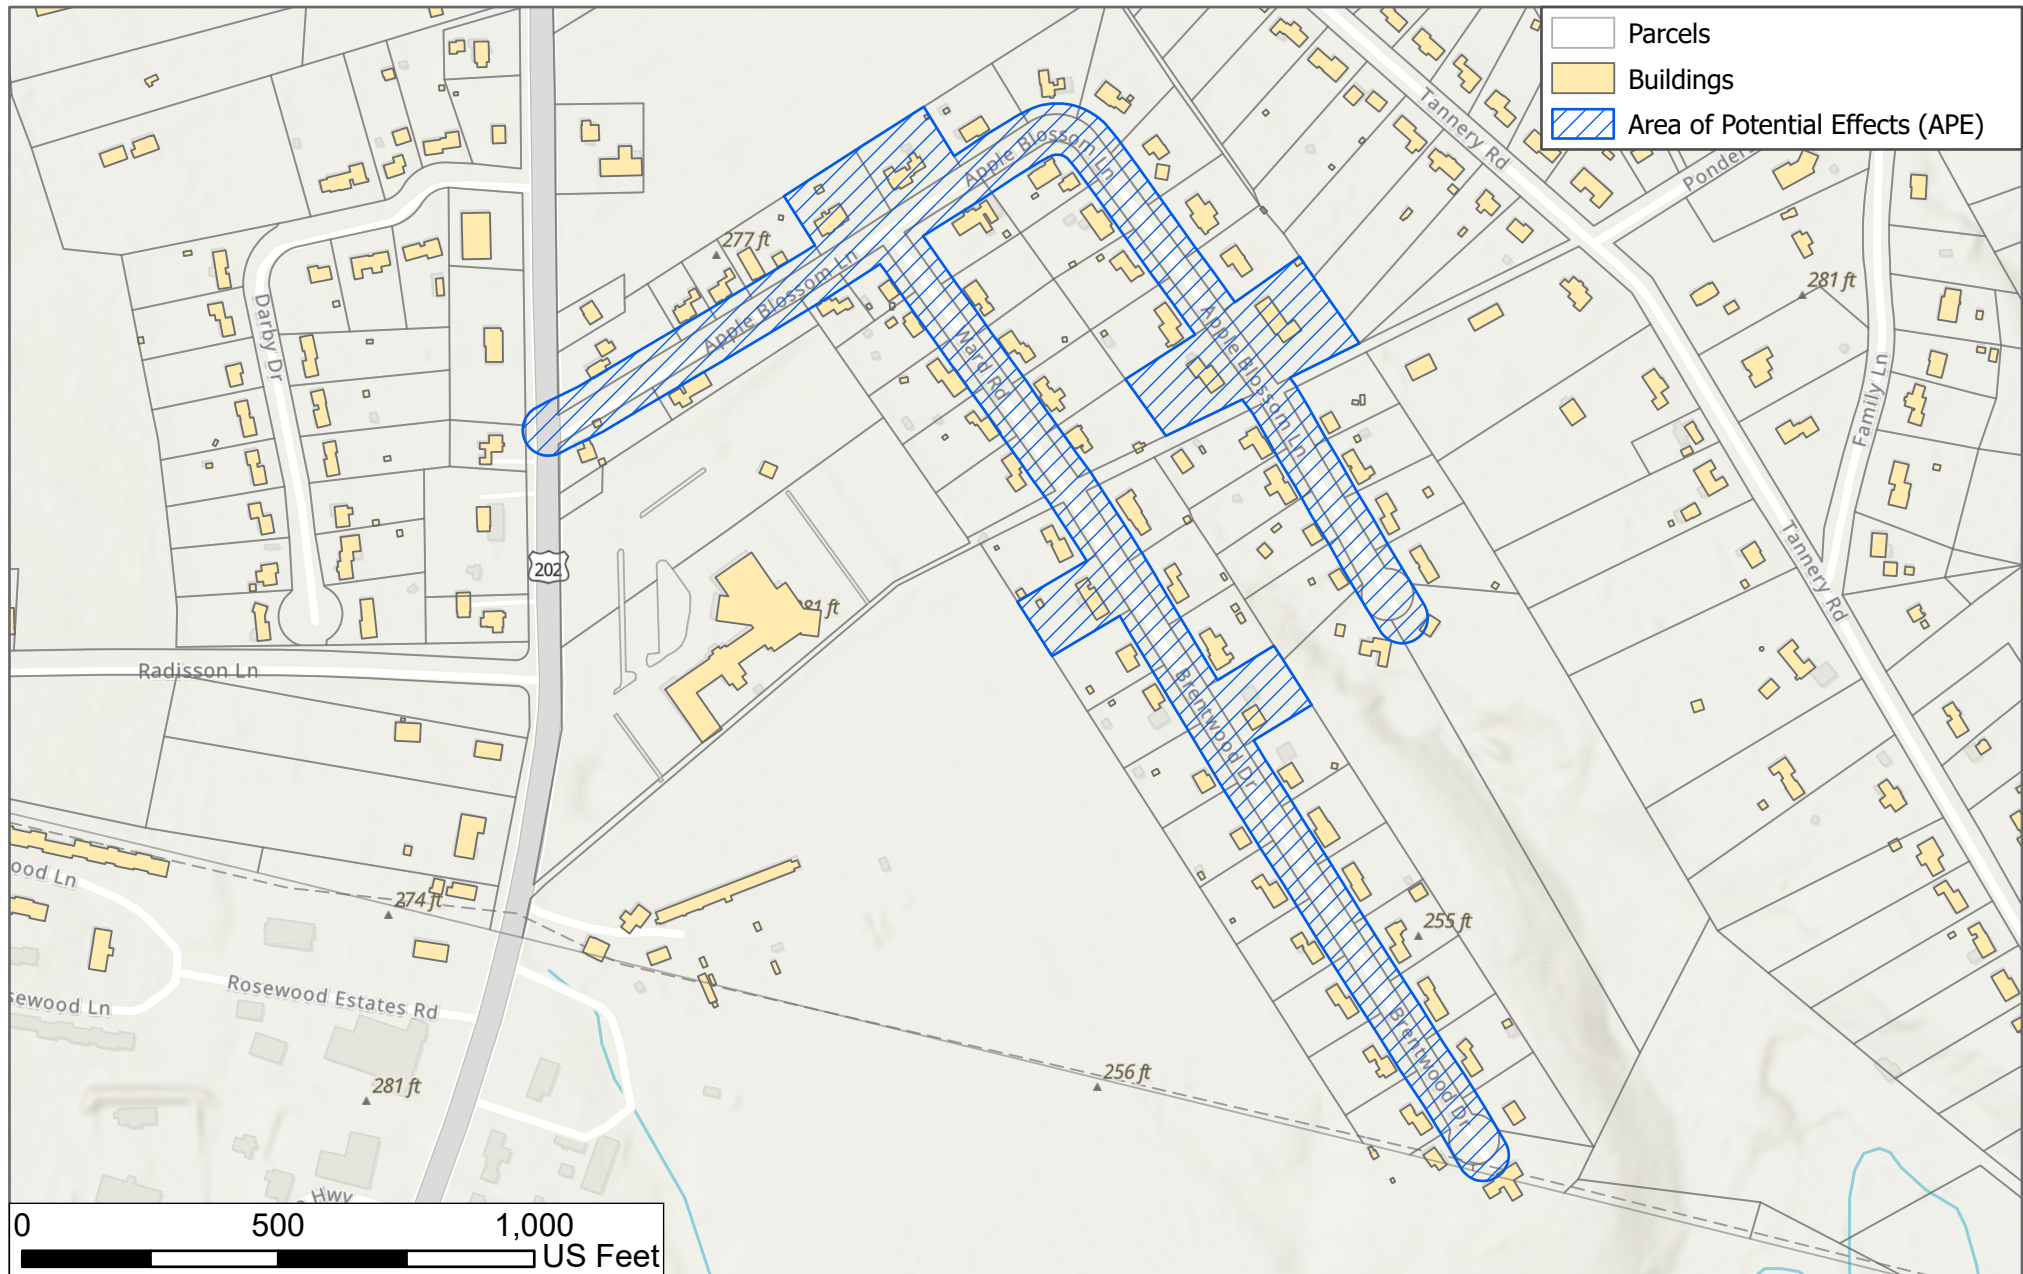 Parcels
Buildings
Area of Potential Effects (APE)
Tannery Rd
Apple Blossom Ln
Apple Blossom Ln
277 ft
281 ft
Darby Dr
Ward Rd
Apple Blossom Ln
Family Ln
202
281 ft
Tannery Rd
Radisson Ln
Brentwood Dr
ood Ln
274 ft
255 ft
sewood Ln
Rosewood Estates Rd
Brentwood Dr
281 ft
256 ft
Hwy
0 500 1,000
US Feet